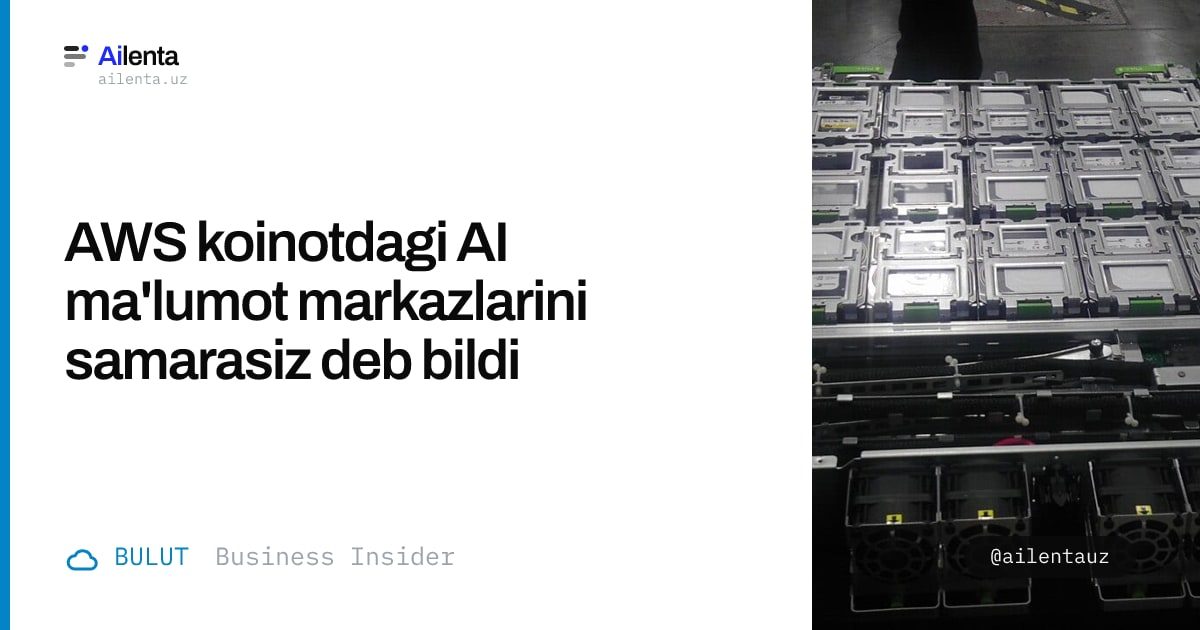 Ailenta
ailenta.uz
AWS koinotdagi AI
ma'lumot markazlarini
samarasiz deb bildi
BULUT Business Insider
@ailentauz